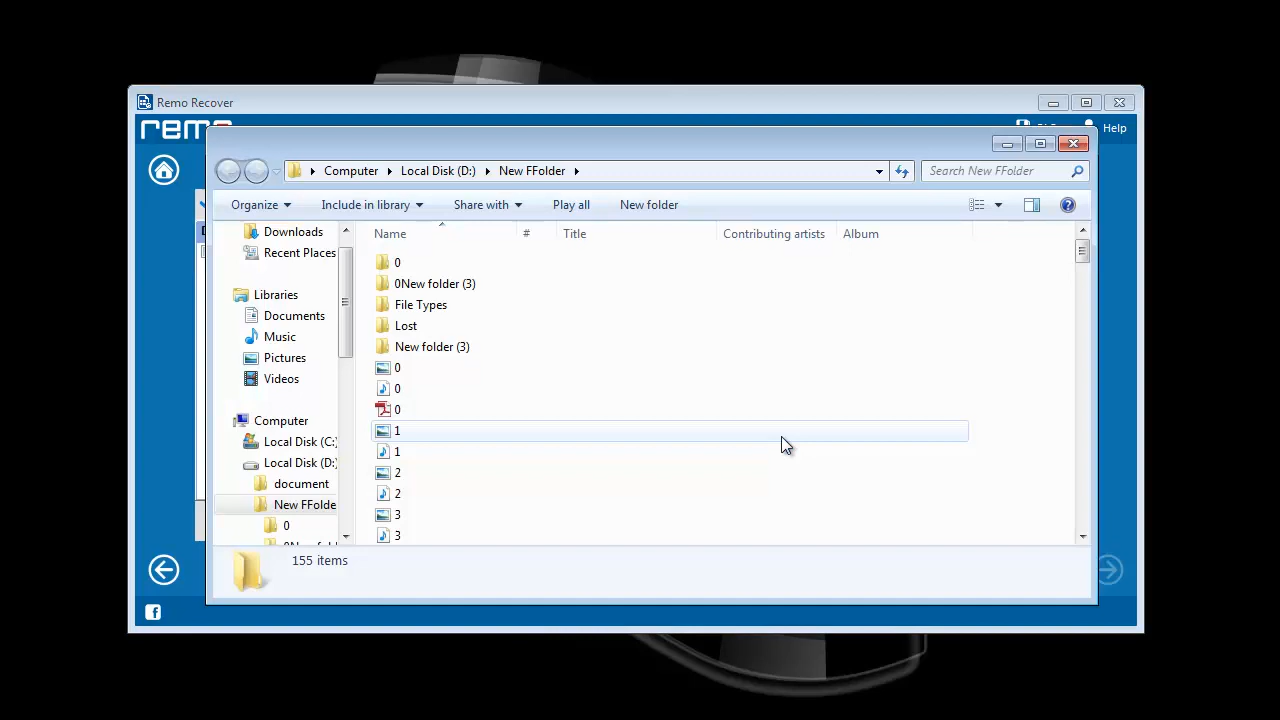 Remo Recover
remo
Help
Computer Local Disk (D:) New FFolder
Search New FFolder
Organize Include in library Share with Play all New folder
Name # Title Contributing artists Album
Downloads
Recent Places
Libraries
Documents
Music
Pictures
Videos
Computer
Local Disk (C:)
Local Disk (D:)
document
New FFolde
0
0
0New folder (3)
File Types
Lost
New folder (3)
0
0
0
1
1
2
2
3
3
155 items